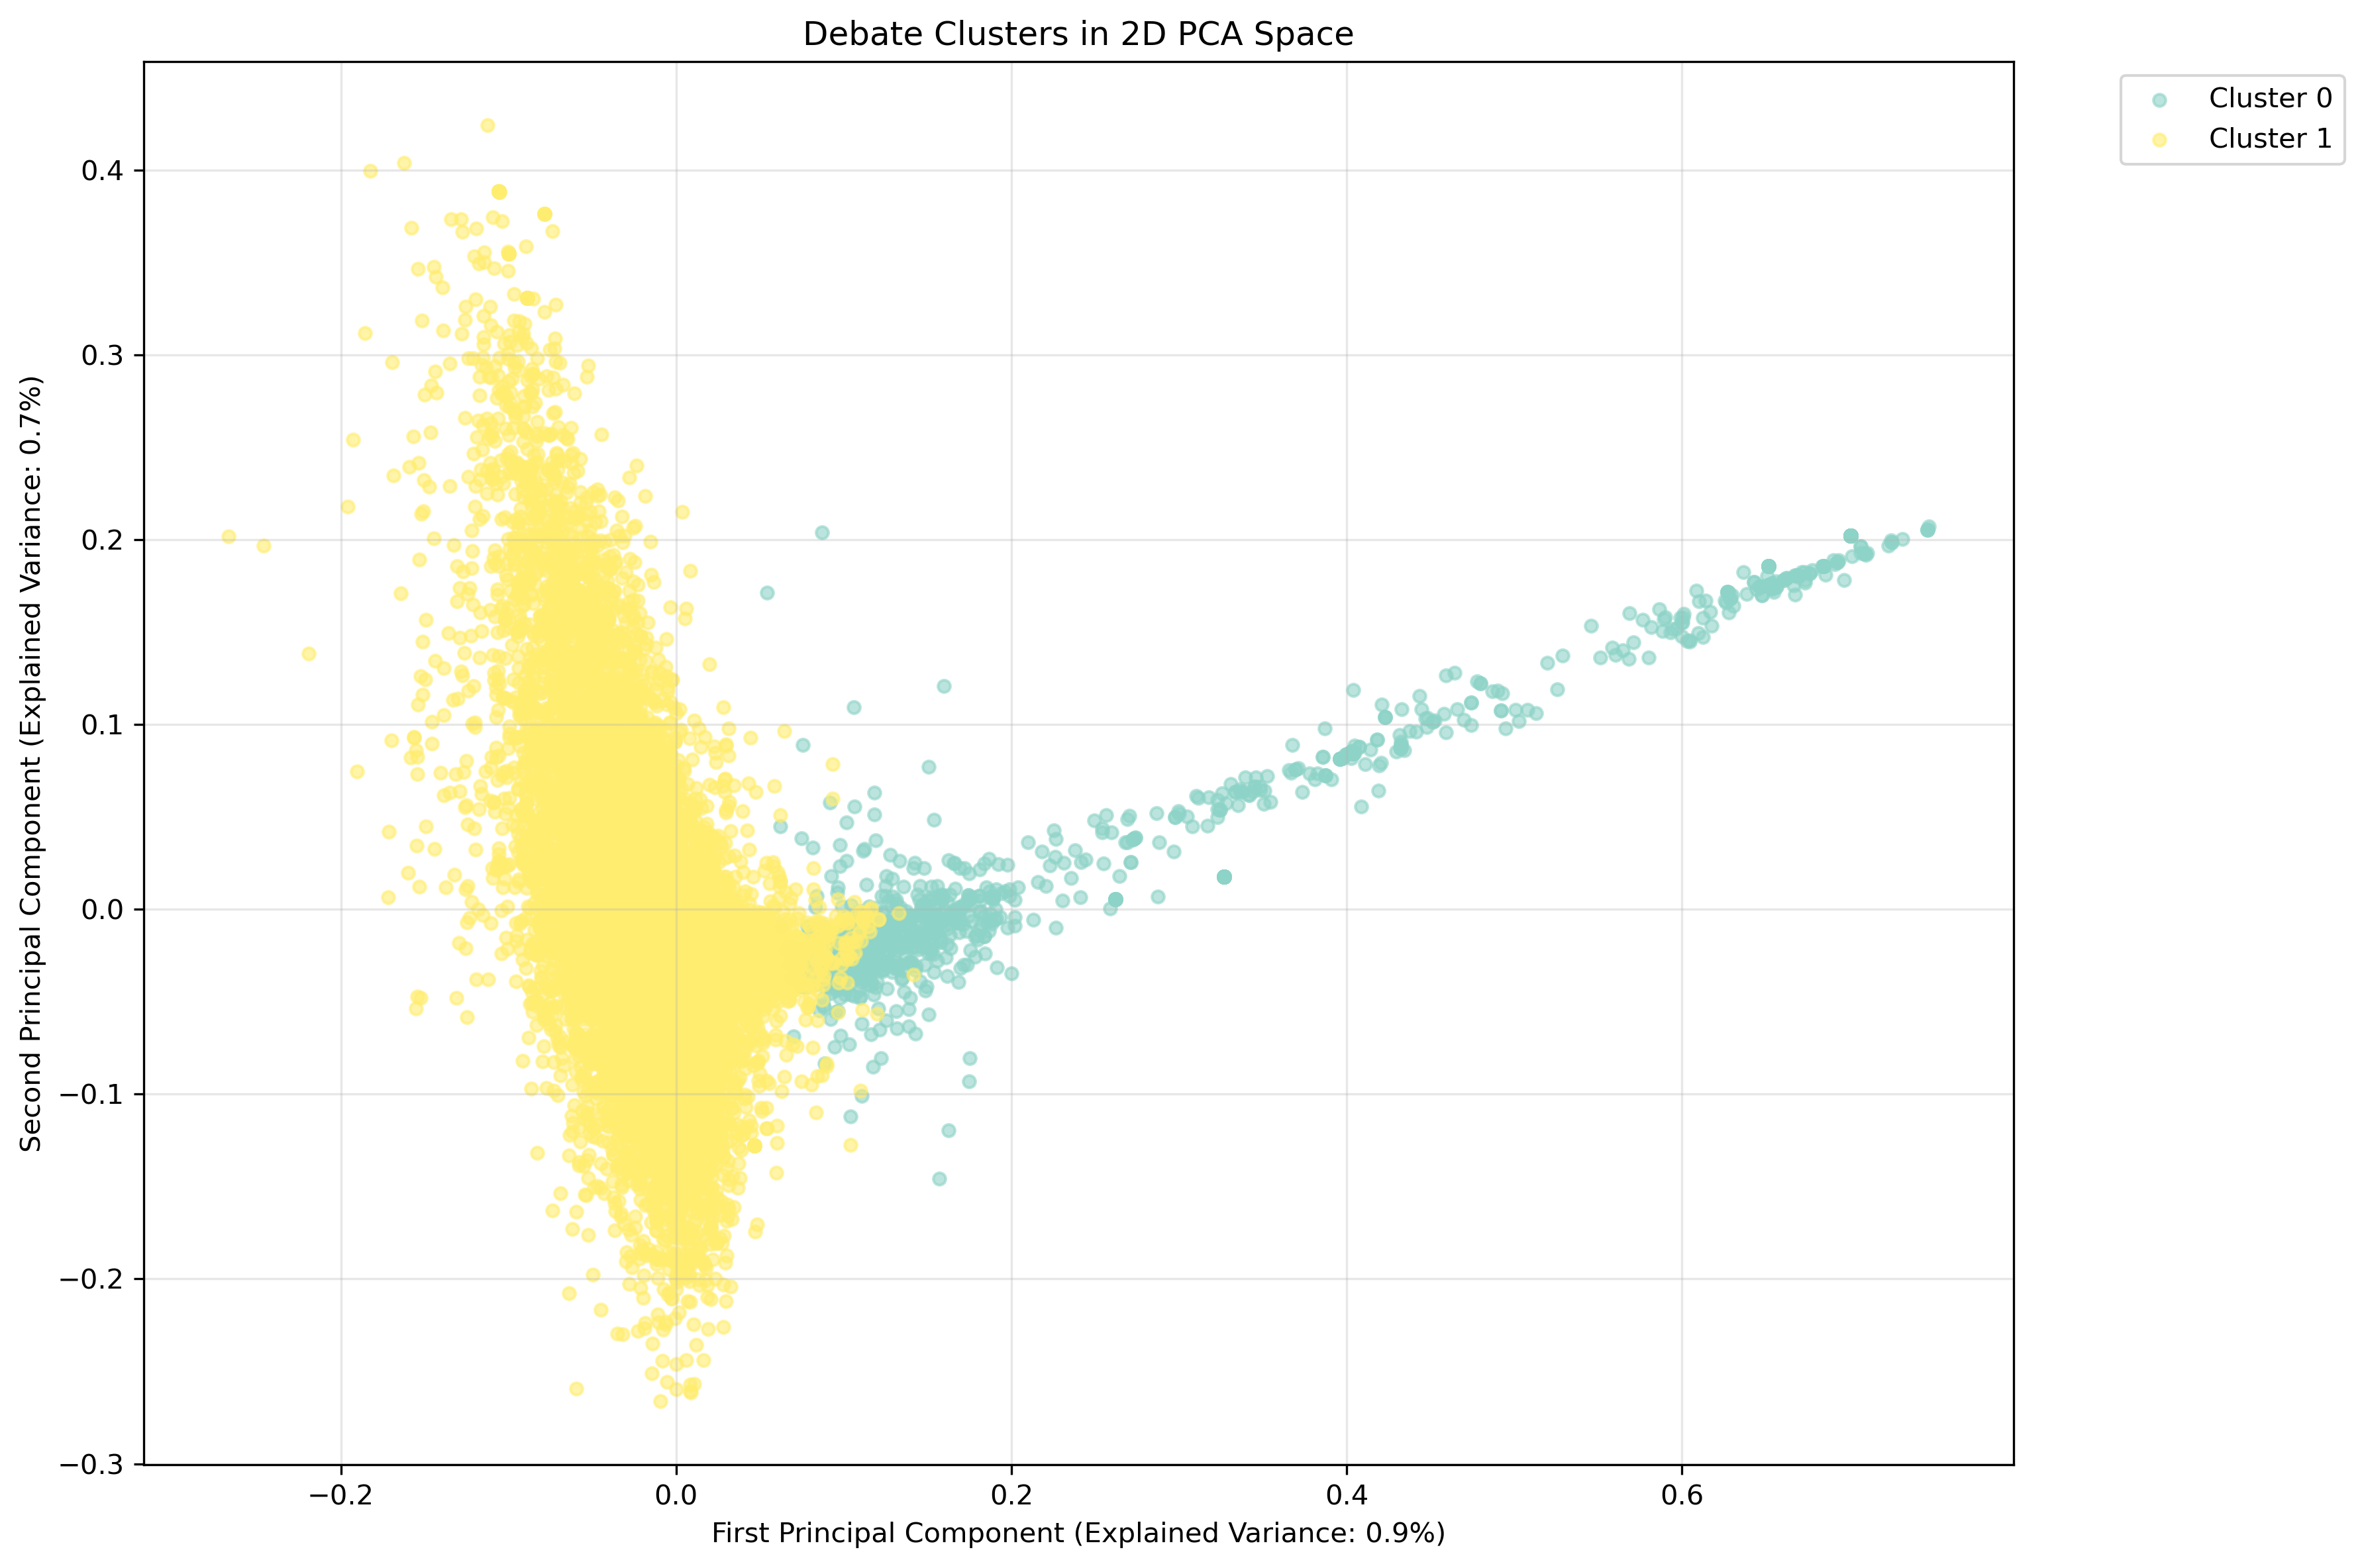 Debate Clusters in 2D PCA Space
Cluster 0
Cluster 1
Second Principal Component (Explained Variance: 0.7%)
0.4
0.3
0.2
0.1
0.0
−0.1
−0.2
−0.3
−0.2
0.0
0.2
0.4
0.6
First Principal Component (Explained Variance: 0.9%)